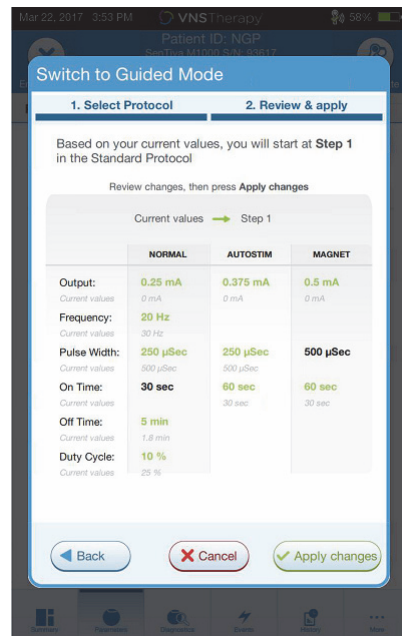 Mar 22, 2017 3:53 PM VNS Therapy 58%
Patient ID: NGP
SenTiva M1000 S/N: 93617
Switch to Guided Mode
1. Select Protocol 2. Review & apply
Based on your current values, you will start at Step 1
in the Standard Protocol
Review changes, then press Apply changes
Current values → Step 1
NORMAL AUTOSTIM MAGNET
Output: 0.25 mA 0.375 mA 0.5 mA
Current values 0 mA 0 mA 0 mA
Frequency: 20 Hz
Current values 30 Hz
Pulse Width: 250 µSec 250 µSec 500 µSec
Current values 500 µSec 500 µSec
On Time: 30 sec 60 sec 60 sec
Current values 30 sec 30 sec
Off Time: 5 min
Current values 1.8 min
Duty Cycle: 10 %
Current values 25 %
Back Cancel Apply changes
Summary Parameters Diagnostics Events History More